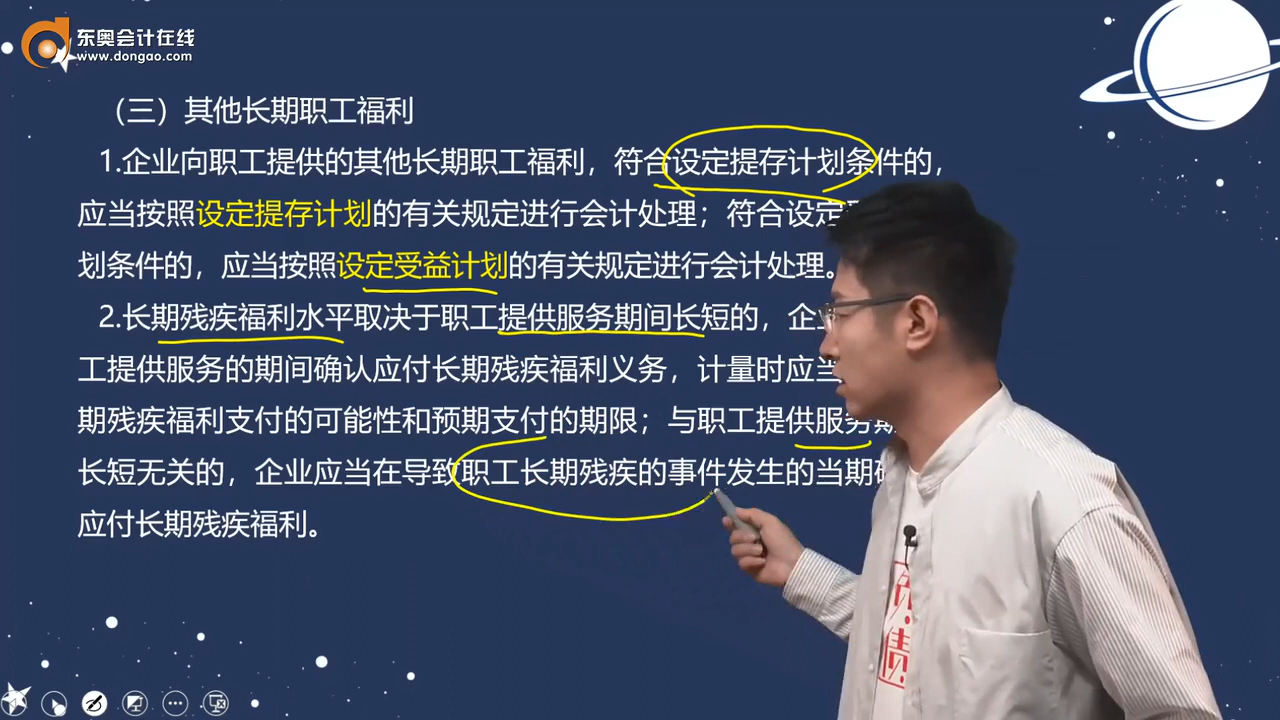 东奥会计在线
www.dongao.com
（三）其他长期职工福利
1.企业向职工提供的其他长期职工福利，符合设定提存计划条件的，
应当按照设定提存计划的有关规定进行会计处理；符合设定
划条件的，应当按照设定受益计划的有关规定进行会计处理。
2.长期残疾福利水平取决于职工提供服务期间长短的，企
工提供服务的期间确认应付长期残疾福利义务，计量时应当
期残疾福利支付的可能性和预期支付的期限；与职工提供服务
长短无关的，企业应当在导致职工长期残疾的事件发生的当期
应付长期残疾福利。